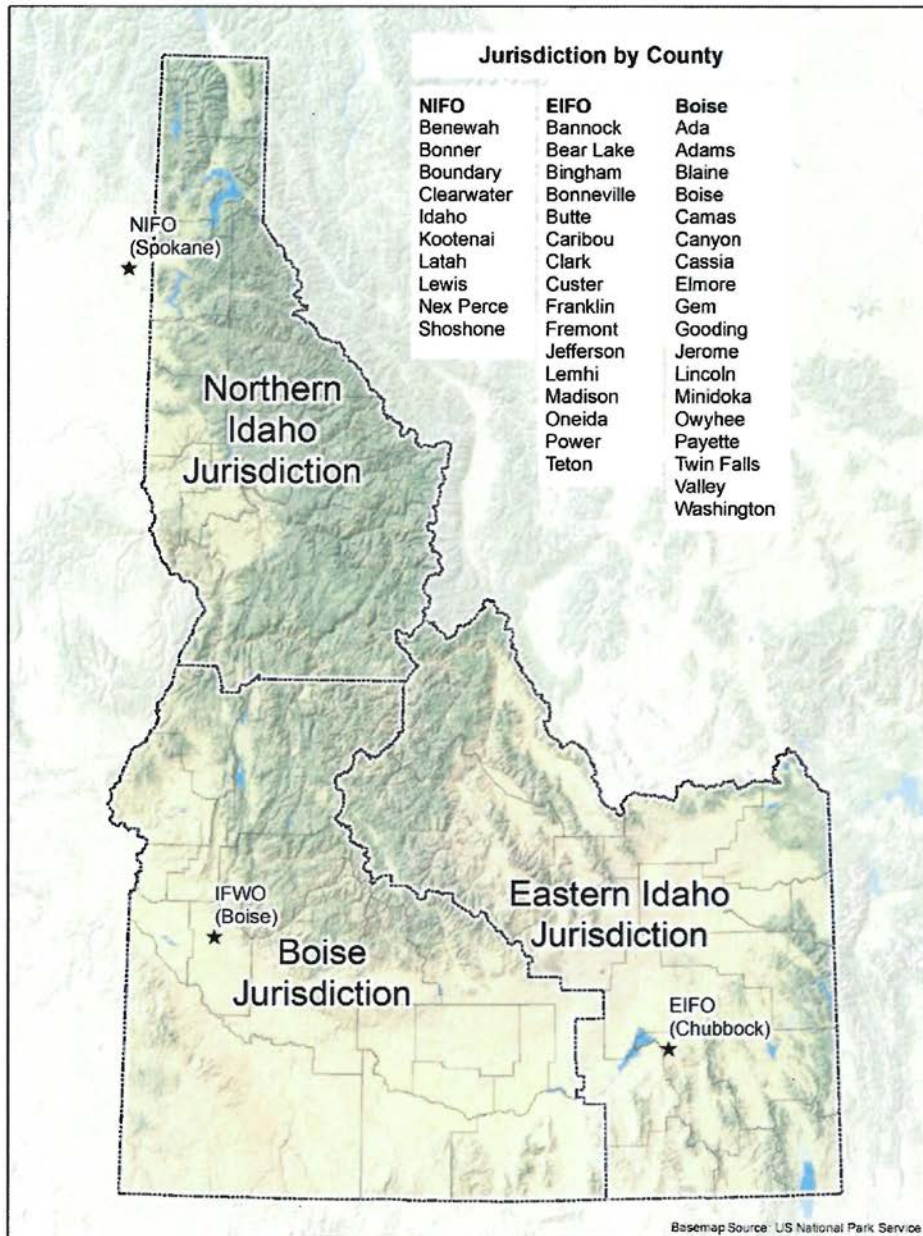 Jurisdiction by County
NIFO
Benewah
Bonner
Boundary
Clearwater
Idaho
Kootenai
Latah
Lewis
Nex Perce
Shoshone
EIFO
Bannock
Bear Lake
Bingham
Bonneville
Butte
Caribou
Clark
Custer
Franklin
Fremont
Jefferson
Lemhi
Madison
Oneida
Power
Teton
Boise
Ada
Adams
Blaine
Boise
Camas
Canyon
Cassia
Elmore
Gem
Gooding
Jerome
Lincoln
Minidoka
Owyhee
Payette
Twin Falls
Valley
Washington
NIFO
(Spokane)
Northern
Idaho
Jurisdiction
IFWO
(Boise)
Boise
Jurisdiction
Eastern Idaho
Jurisdiction
EIFO
(Chubbock)
Basemap Source: US National Park Service